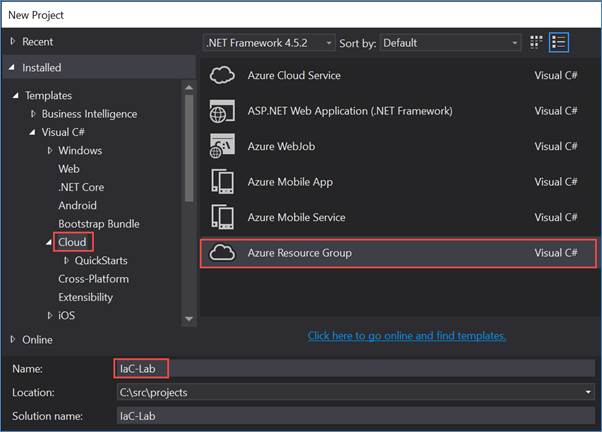 New Project
Recent
.NET Framework 4.5.2 Sort by: Default
Installed
Templates
Business Intelligence
Visual C#
Windows
Web
.NET Core
Android
Bootstrap Bundle
Cloud
QuickStarts
Cross-Platform
Extensibility
iOS
Online
Azure Cloud Service Visual C#
ASP.NET Web Application (.NET Framework) Visual C#
Azure WebJob Visual C#
Azure Mobile App Visual C#
Azure Mobile Service Visual C#
Azure Resource Group Visual C#
Click here to go online and find templates.
Name: IaC-Lab
Location: C:\src\projects
Solution name: IaC-Lab